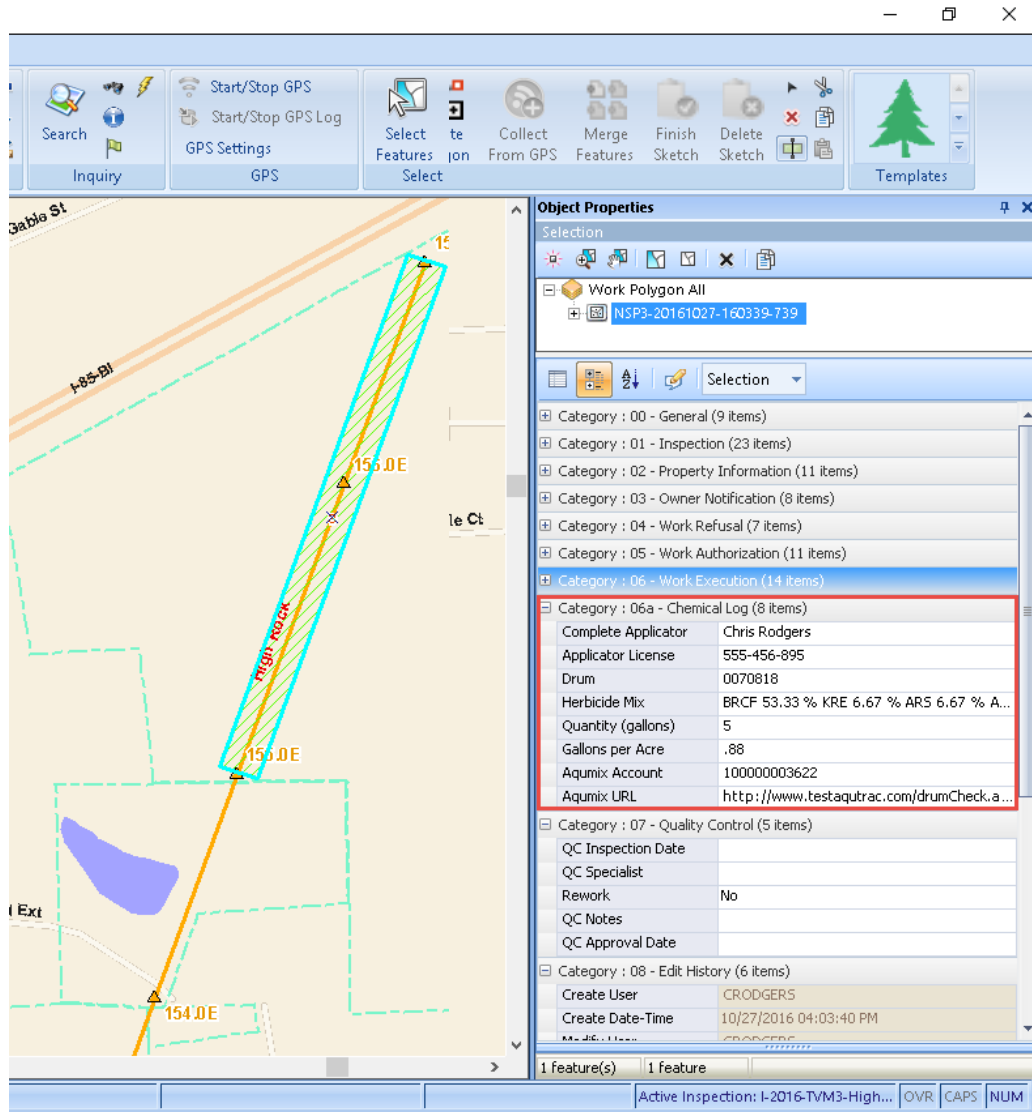 Start/Stop GPS
Start/Stop GPS Log
GPS Settings
Search
Select Features
te
ion
Collect From GPS
Merge Features
Finish Sketch
Delete Sketch
Inquiry
GPS
Select
Templates
Gable St
15
I-85-Bl
155.0E
le Ct
High Rock
155.0E
t Ext
154.0E
Object Properties
Selection
Work Polygon All
NSP3-20161027-160339-739
Selection
Category : 00 - General (9 items)
Category : 01 - Inspection (23 items)
Category : 02 - Property Information (11 items)
Category : 03 - Owner Notification (8 items)
Category : 04 - Work Refusal (7 items)
Category : 05 - Work Authorization (11 items)
Category : 06 - Work Execution (14 items)
Category : 06a - Chemical Log (8 items)
Complete Applicator Chris Rodgers
Applicator License 555-456-895
Drum 0070818
Herbicide Mix BRCF 53.33 % KRE 6.67 % ARS 6.67 % A...
Quantity (gallons) 5
Gallons per Acre .88
Aqumix Account 100000003622
Aqumix URL http://www.testaqutrac.com/drumCheck.a...
Category : 07 - Quality Control (5 items)
QC Inspection Date
QC Specialist
Rework No
QC Notes
QC Approval Date
Category : 08 - Edit History (6 items)
Create User CRODGERS
Create Date-Time 10/27/2016 04:03:40 PM
Modify User CRODGERS
1 feature(s) 1 feature
Active Inspection: I-2016-TVM3-High... OVR CAPS NUM